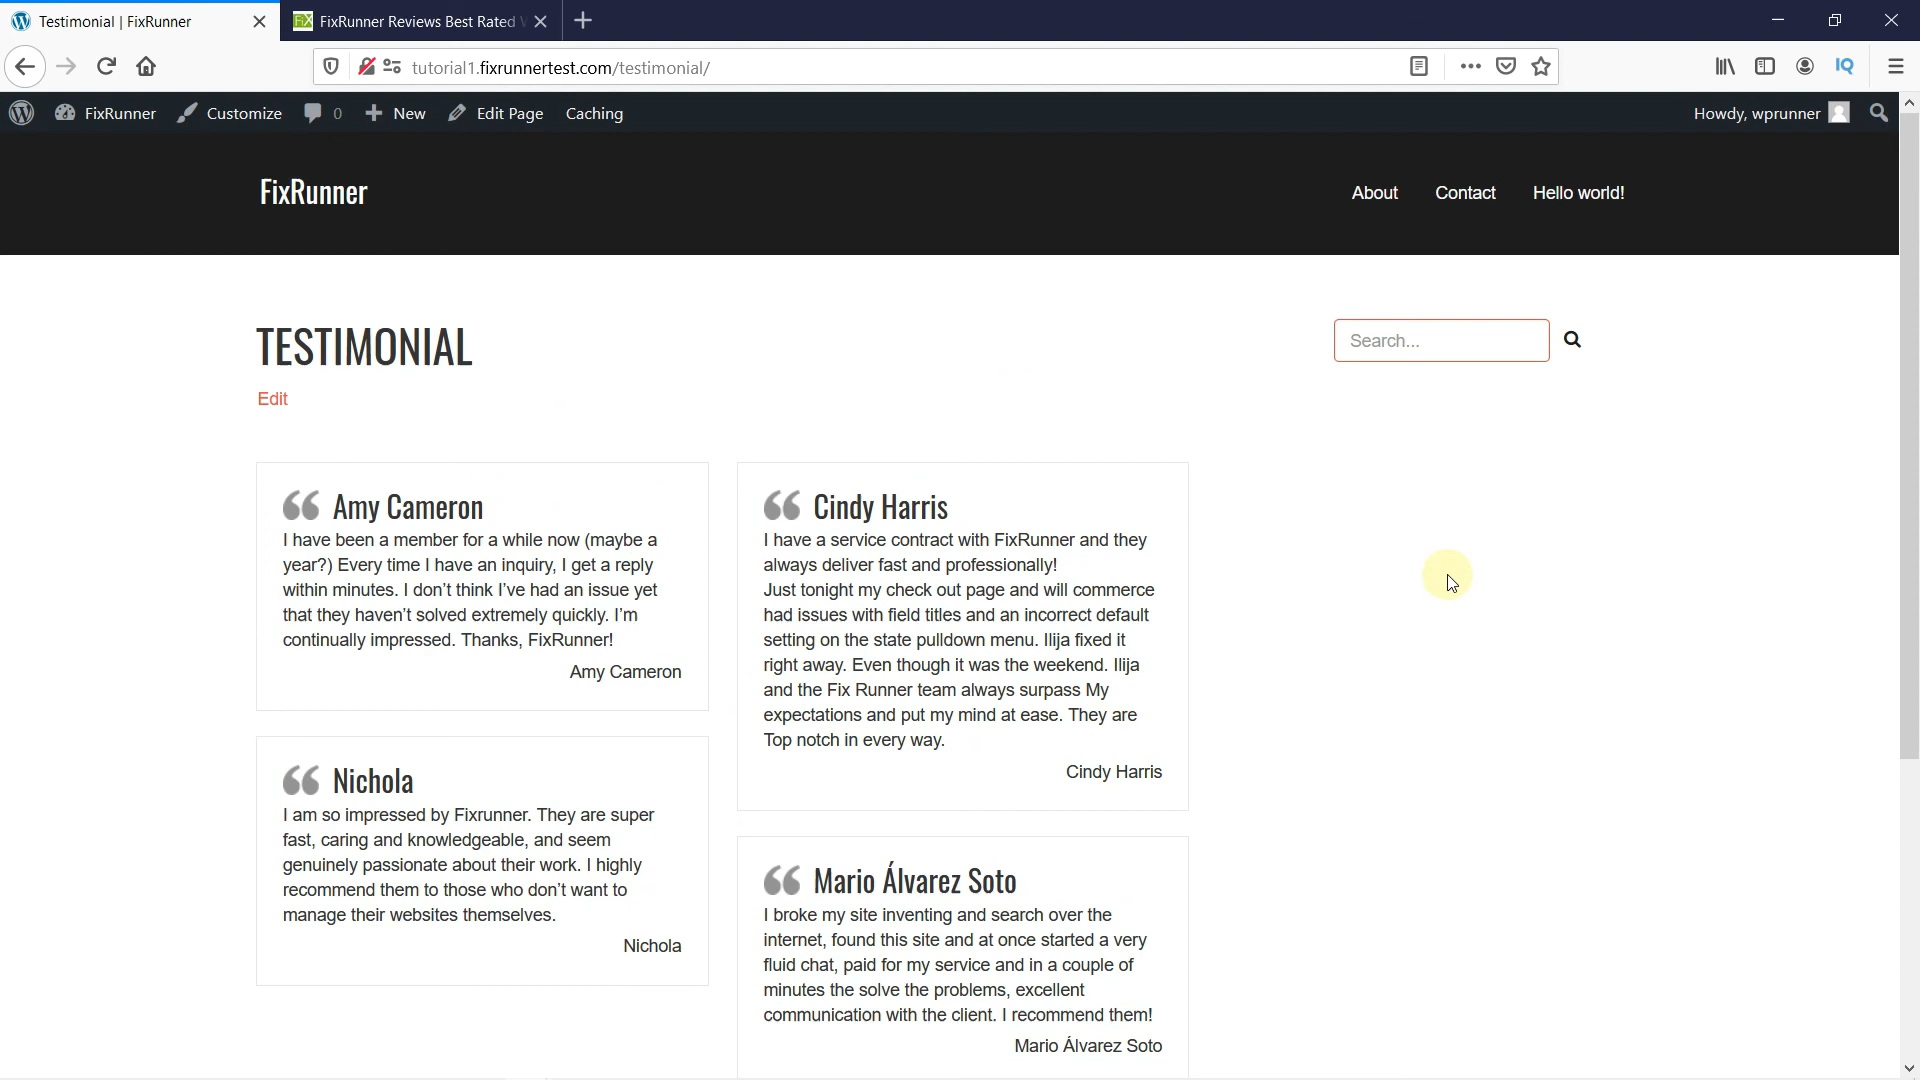 Testimonial | FixRunner
FixRunner Reviews Best Rated
tutorial1.fixrunnertest.com/testimonial/
IQ
FixRunner
Customize
0
New
Edit Page
Caching
Howdy, wprunner
FixRunner
About
Contact
Hello world!
TESTIMONIAL
Search...
Edit
Amy Cameron
I have been a member for a while now (maybe a
year?) Every time I have an inquiry, I get a reply
within minutes. I don’t think I’ve had an issue yet
that they haven’t solved extremely quickly. I’m
continually impressed. Thanks, FixRunner!
Amy Cameron
Nichola
I am so impressed by Fixrunner. They are super
fast, caring and knowledgeable, and seem
genuinely passionate about their work. I highly
recommend them to those who don’t want to
manage their websites themselves.
Nichola
Cindy Harris
I have a service contract with FixRunner and they
always deliver fast and professionally!
Just tonight my check out page and will commerce
had issues with field titles and an incorrect default
setting on the state pulldown menu. Ilija fixed it
right away. Even though it was the weekend. Ilija
and the Fix Runner team always surpass My
expectations and put my mind at ease. They are
Top notch in every way.
Cindy Harris
Mario Álvarez Soto
I broke my site inventing and search over the
internet, found this site and at once started a very
fluid chat, paid for my service and in a couple of
minutes the solve the problems, excellent
communication with the client. I recommend them!
Mario Álvarez Soto